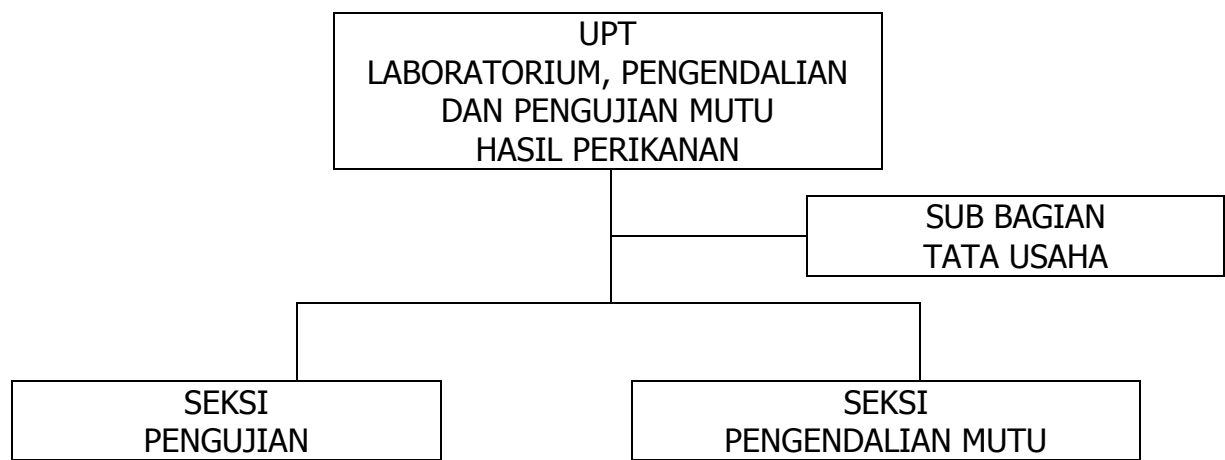 UPT
LABORATORIUM, PENGENDALIAN
DAN PENGUJIAN MUTU
HASIL PERIKANAN
SUB BAGIAN
TATA USAHA
SEKSI
PENGUJIAN
SEKSI
PENGENDALIAN MUTU